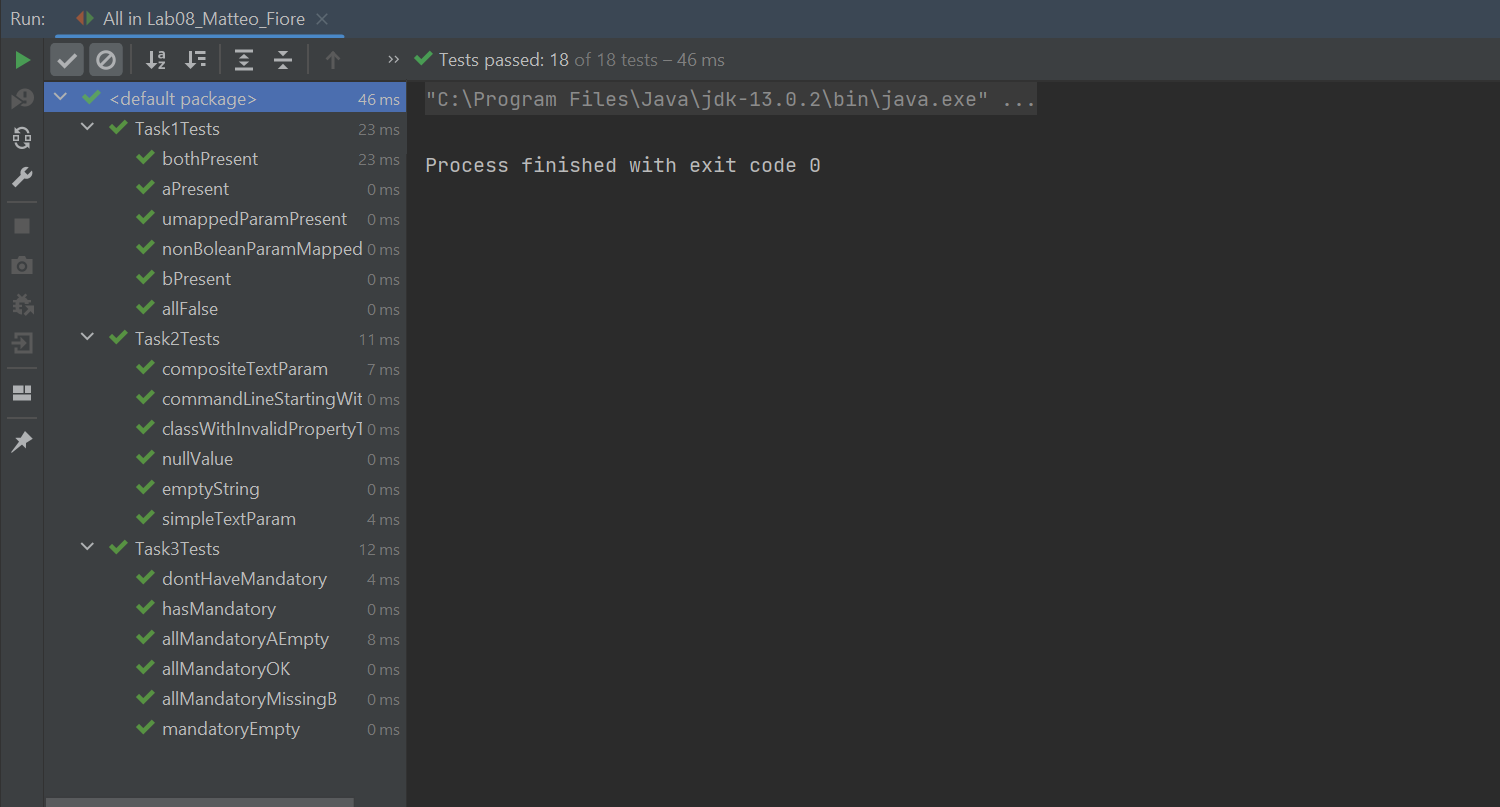 Run: All in Lab08_Matteo_Fiore
Tests passed: 18 of 18 tests – 46 ms
<default package> 46 ms
Task1Tests 23 ms
bothPresent 23 ms
aPresent 0 ms
umappedParamPresent 0 ms
nonBoleanParamMapped 0 ms
bPresent 0 ms
allFalse 0 ms
Task2Tests 11 ms
compositeTextParam 7 ms
commandLineStartingWit 0 ms
classWithInvalidPropertyT 0 ms
nullValue 0 ms
emptyString 0 ms
simpleTextParam 4 ms
Task3Tests 12 ms
dontHaveMandatory 4 ms
hasMandatory 0 ms
allMandatoryAEmpty 8 ms
allMandatoryOK 0 ms
allMandatoryMissingB 0 ms
mandatoryEmpty 0 ms
"C:\Program Files\Java\jdk-13.0.2\bin\java.exe" ...
Process finished with exit code 0